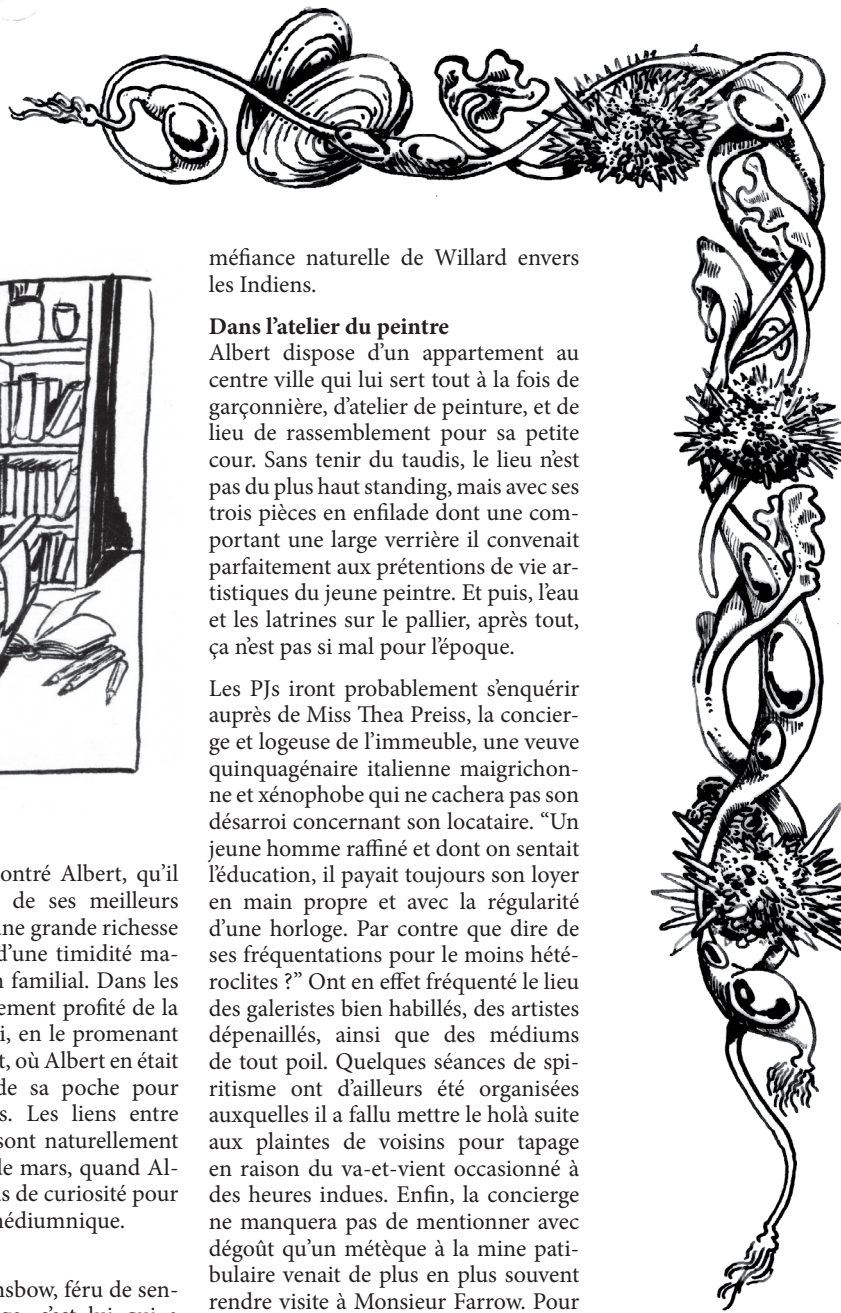 ontré Albert, qu'il
de ses meilleurs
une grande richesse
d'une timidité ma-
familial. Dans les
ement profité de la
i, en le promenant
t, où Albert en était
de sa poche pour
s. Les liens entre
sont naturellement
le mars, quand Al-
s de curiosité pour
médiumnique.
nsbow, féru de sen-
c'est lui qui a
méfiance naturelle de Willard envers
les Indiens.
Dans l’atelier du peintre
Albert dispose d’un appartement au
centre ville qui lui sert tout à la fois de
garçonnière, d’atelier de peinture, et de
lieu de rassemblement pour sa petite
cour. Sans tenir du taudis, le lieu n’est
pas du plus haut standing, mais avec ses
trois pièces en enfilade dont une com-
portant une large verrière il convenait
parfaitement aux prétentions de vie ar-
tistiques du jeune peintre. Et puis, l’eau
et les latrines sur le pallier, après tout,
ça n’est pas si mal pour l’époque.
Les PJs iront probablement s’enquérir
auprès de Miss Thea Preiss, la concier-
ge et logeuse de l’immeuble, une veuve
quinquagénaire italienne maigrichon-
ne et xénophobe qui ne cachera pas son
désarroi concernant son locataire. “Un
jeune homme raffiné et dont on sentait
l’éducation, il payait toujours son loyer
en main propre et avec la régularité
d’une horloge. Par contre que dire de
ses fréquentations pour le moins hété-
roclites ?” Ont en effet fréquenté le lieu
des galeristes bien habillés, des artistes
dépenaillés, ainsi que des médiums
de tout poil. Quelques séances de spi-
ritisme ont d’ailleurs été organisées
auxquelles il a fallu mettre le holà suite
aux plaintes de voisins pour tapage
en raison du va-et-vient occasionné à
des heures indues. Enfin, la concierge
ne manquera pas de mentionner avec
dégoût qu’un métèque à la mine pati-
bulaire venait de plus en plus souvent
rendre visite à Monsieur Farrow. Pour